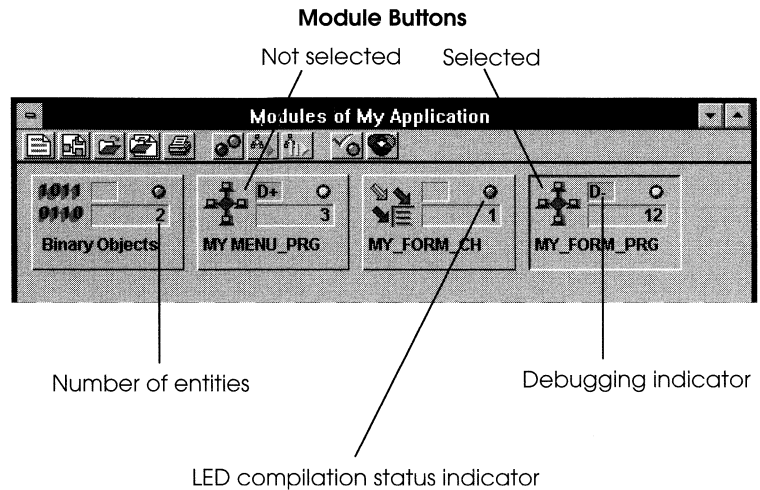 Module Buttons
Not selected Selected
Modules of My Application
1011
0110 2
Binary Objects
D+
3
MY MENU_PRG
1
MY_FORM_CH
D-
12
MY_FORM_PRG
Number of entities
Debugging indicator
LED compilation status indicator